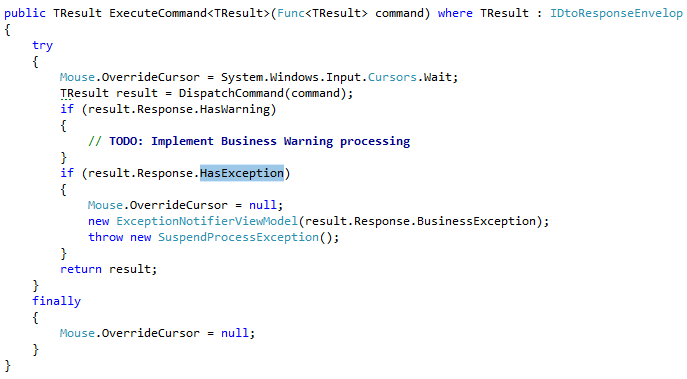 public TResult ExecuteCommand<TResult>(Func<TResult> command) where TResult : IDtoResponseEnvelop
{
    try
    {
        Mouse.OverrideCursor = System.Windows.Input.Cursors.Wait;
        TResult result = DispatchCommand(command);
        if (result.Response.HasWarning)
        {
            // TODO: Implement Business Warning processing
        }
        if (result.Response.HasException)
        {
            Mouse.OverrideCursor = null;
            new ExceptionNotifierViewModel(result.Response.BusinessException);
            throw new SuspendProcessException();
        }
        return result;
    }
    finally
    {
        Mouse.OverrideCursor = null;
    }
}